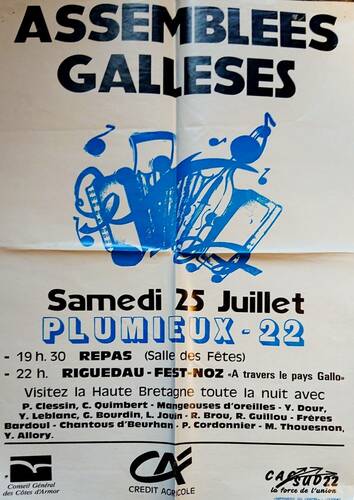 ASSEMBLEES
GALLESES
Samedi 25 Juillet
PLUMIEUX - 22
- 19 h. 30 REPAS (Salle des Fêtes)
- 22 h. RIGUEDAU - FEST-NOZ «A travers le pays Gallo»
Visitez la Haute Bretagne toute la nuit avec
P. Clessin, C. Quimbert - Mangeouses d'oreilles - Y. Dour,
Y. Leblanc, G. Bourdin, L. Jouin - R. Brou, R. Guillou - Frères
Bardoul - Chantous d'Beurhan - P. Cordonnier - M. Thouesnon,
Y. Allory.
Conseil Général
des Côtes d'Armor
CA
CREDIT AGRICOLE
CAC
SUD 22
la force de l'union